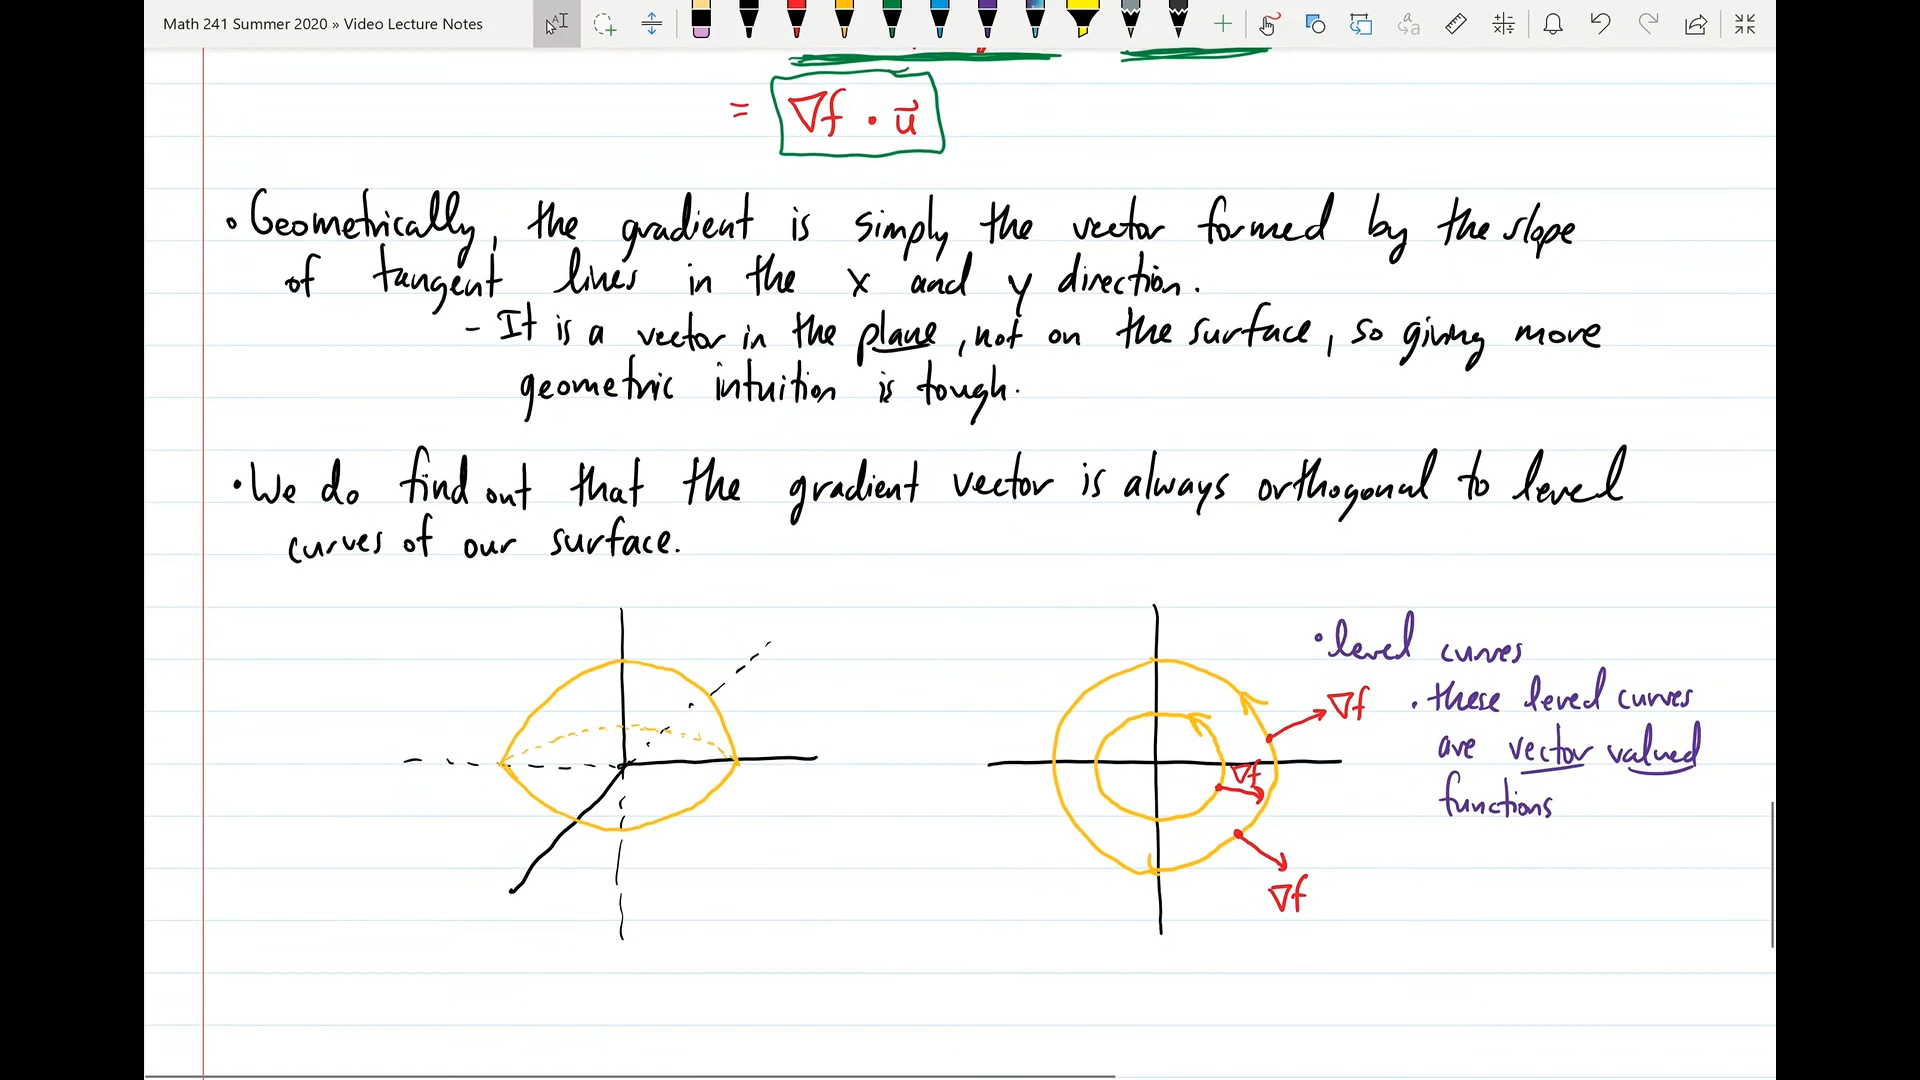 Math 241 Summer 2020 » Video Lecture Notes
= ∇f · u⃗
• Geometrically, the gradient is simply the vector formed by the slope
of tangent lines in the x and y direction.
- It is a vector in the plane, not on the surface, so giving more
geometric intuition is tough.
• We do find out that the gradient vector is always orthogonal to level
curves of our surface.
• level curves
• these level curves
are vector valued
functions
∇f
∇f
∇f